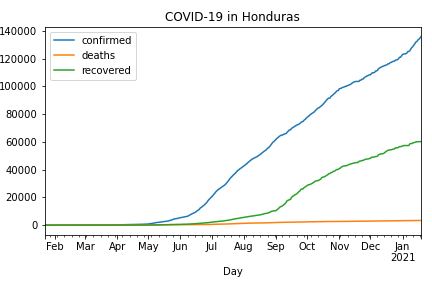 COVID-19 in Honduras
confirmed
deaths
recovered
140000
120000
100000
80000
60000
40000
20000
0
Feb Mar Apr May Jun Jul Aug Sep Oct Nov Dec Jan
2021
Day